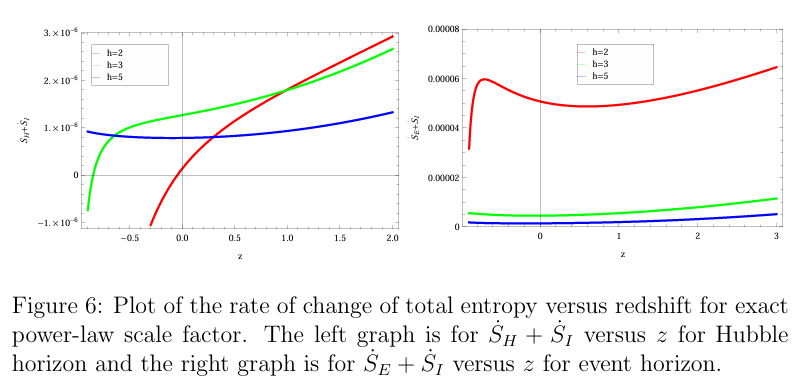 3.×10⁻⁶
2.×10⁻⁶
1.×10⁻⁶
0
-1.×10⁻⁶
h=2
h=3
h=5
Ṡ_H+Ṡ_I
-0.5 0.0 0.5 1.0 1.5 2.0
z
0.00008
0.00006
0.00004
0.00002
0
h=2
h=3
h=5
Ṡ_E+Ṡ_I
0 1 2 3
z
Figure 6: Plot of the rate of change of total entropy versus redshift for exact
power-law scale factor. The left graph is for Ṡ_H + Ṡ_I versus z for Hubble
horizon and the right graph is for Ṡ_E + Ṡ_I versus z for event horizon.